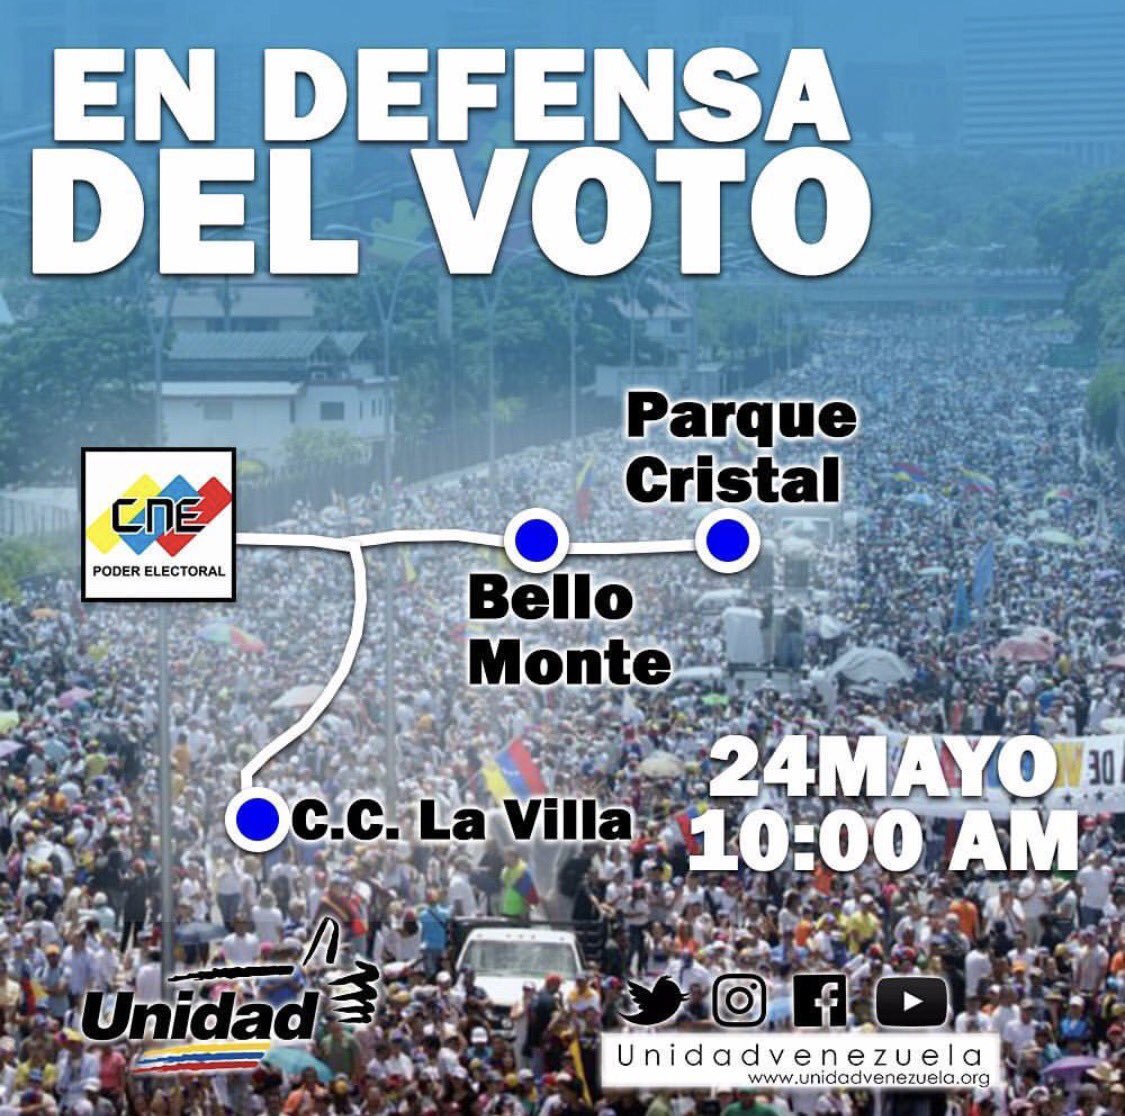 EN DEFENSA
DEL VOTO
Parque
Cristal
CNE
PODER ELECTORAL
Bello
Monte
24MAYO
10:00 AM
C.C. La Villa
Unidad
Unidadvenezuela
www.unidadvenezuela.org